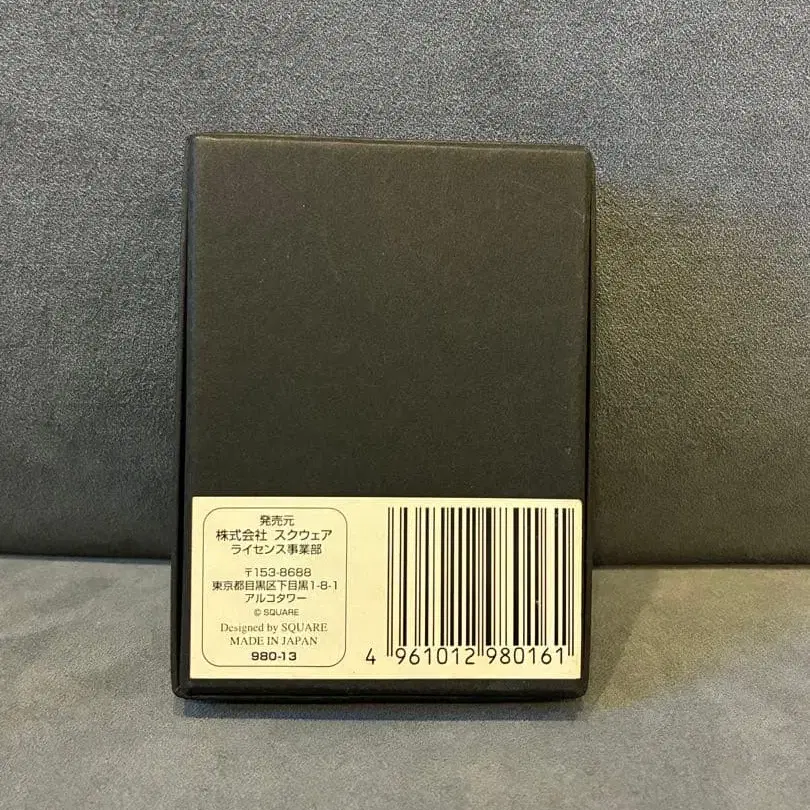 発売元
株式会社 スクウェア
ライセンス事業部
〒153-8688
東京都目黒区下目黒1-8-1
アルコタワー
© SQUARE
Designed by SQUARE
MADE IN JAPAN
980-13
4 961012 980161